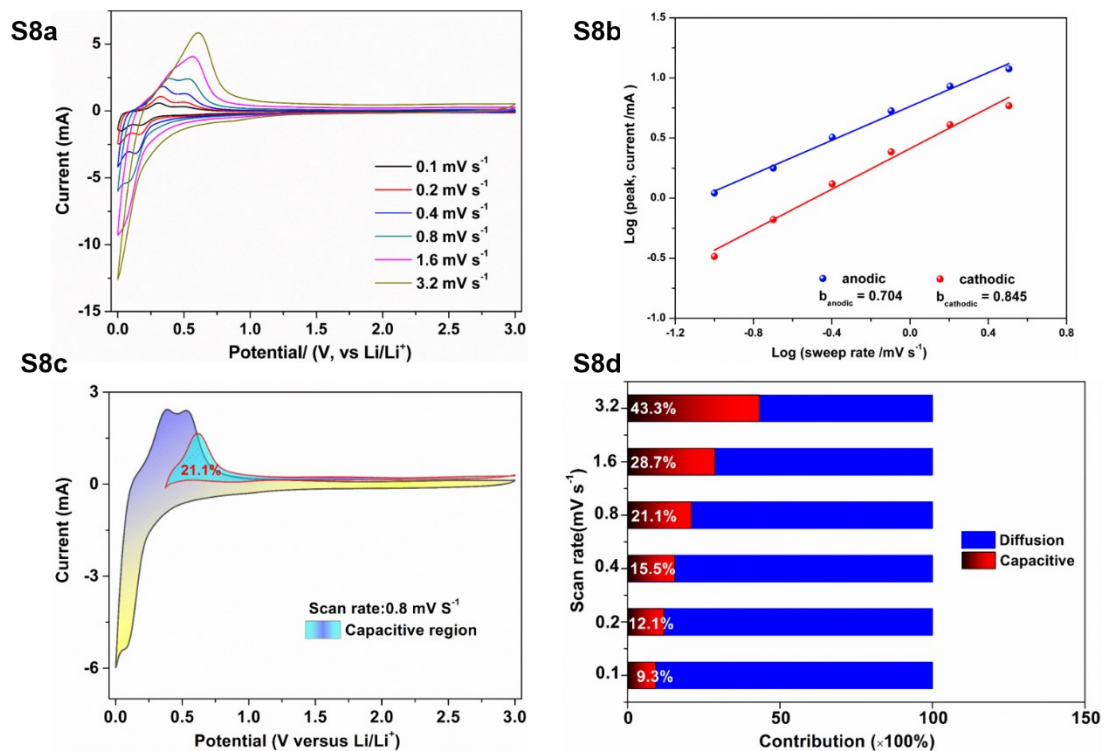 S8a
5
0
-5
-10
-15
Current (mA)
0.1 mV s⁻¹
0.2 mV s⁻¹
0.4 mV s⁻¹
0.8 mV s⁻¹
1.6 mV s⁻¹
3.2 mV s⁻¹
0.0 0.5 1.0 1.5 2.0 2.5 3.0
Potential/ (V, vs Li/Li⁺)
S8b
1.5
1.0
0.5
0.0
-0.5
-1.0
Log (peak, current /mA)
anodic cathodic
b_anodic = 0.704 b_cathodic = 0.845
-1.2 -0.8 -0.4 0.0 0.4 0.8
Log (sweep rate /mV s⁻¹)
S8c
3
0
-3
-6
Current (mA)
21.1%
Scan rate:0.8 mV S⁻¹
Capacitive region
0.0 0.5 1.0 1.5 2.0 2.5 3.0
Potential (V versus Li/Li⁺)
S8d
Scan rate(mV s⁻¹)
3.2 43.3%
1.6 28.7%
0.8 21.1%
0.4 15.5%
0.2 12.1%
0.1 9.3%
Diffusion
Capacitive
0 50 100 150
Contribution (×100%)